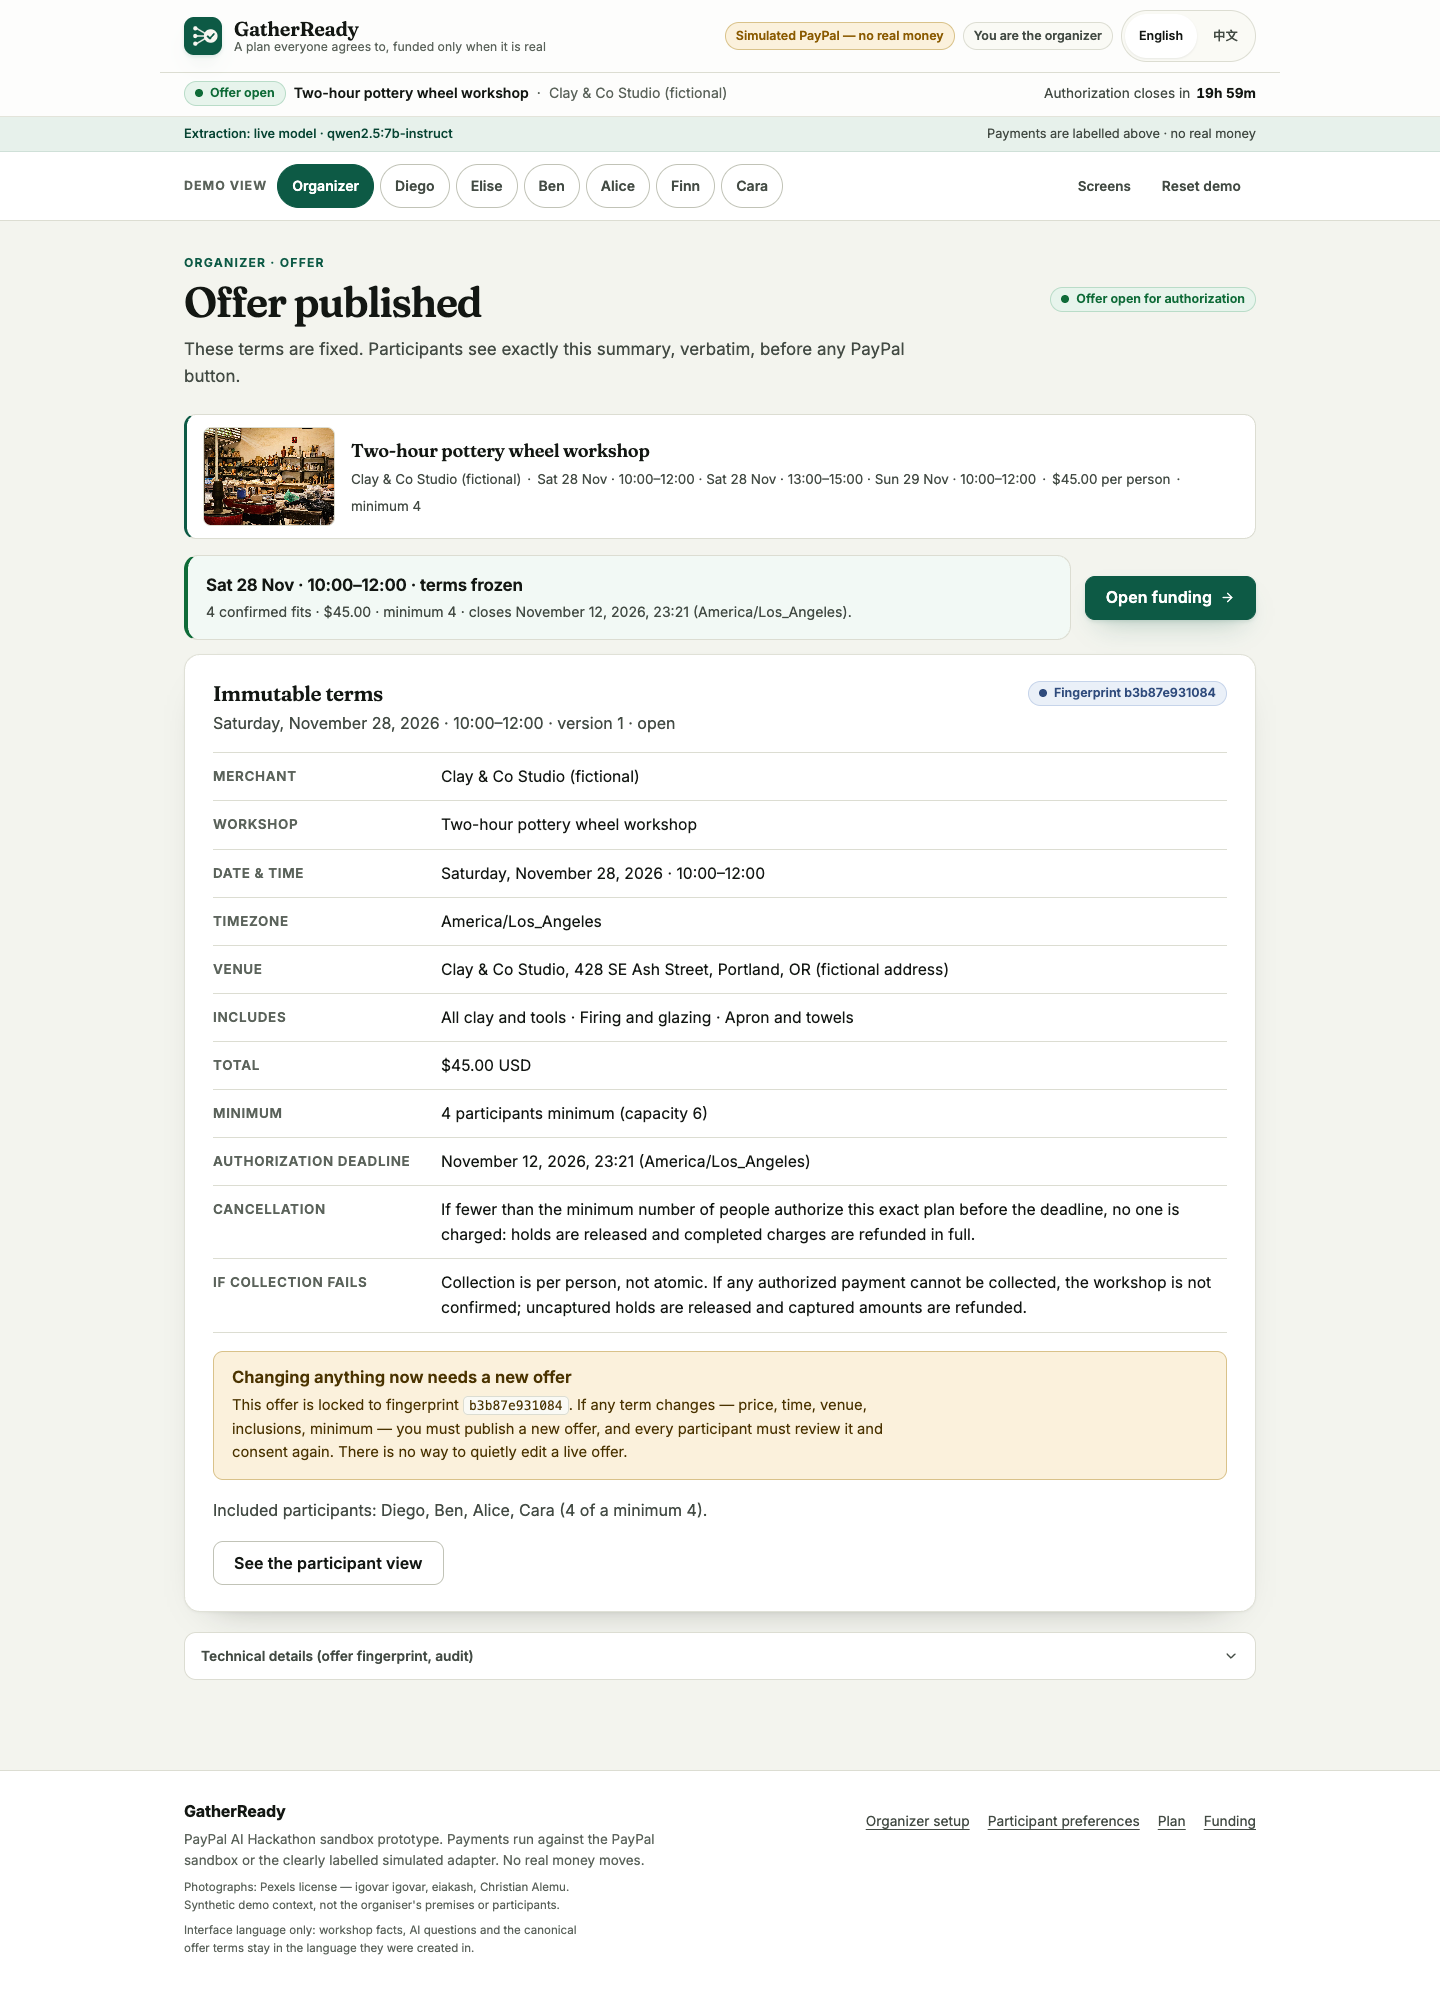 GatherReady
A plan everyone agrees to, funded only when it is real
Simulated PayPal — no real money
You are the organizer
English
中文
Offer open
Two-hour pottery wheel workshop · Clay & Co Studio (fictional)
Authorization closes in 19h 59m
Extraction: live model · qwen2.5:7b-instruct
Payments are labelled above · no real money
DEMO VIEW
Organizer
Diego
Elise
Ben
Alice
Finn
Cara
Screens
Reset demo
ORGANIZER · OFFER
Offer published
Offer open for authorization
These terms are fixed. Participants see exactly this summary, verbatim, before any PayPal
button.
Two-hour pottery wheel workshop
Clay & Co Studio (fictional) · Sat 28 Nov · 10:00–12:00 · Sat 28 Nov · 13:00–15:00 · Sun 29 Nov · 10:00–12:00 · $45.00 per person ·
minimum 4
Sat 28 Nov · 10:00–12:00 · terms frozen
4 confirmed fits · $45.00 · minimum 4 · closes November 12, 2026, 23:21 (America/Los_Angeles).
Open funding →
Immutable terms
Fingerprint b3b87e931084
Saturday, November 28, 2026 · 10:00–12:00 · version 1 · open
MERCHANT Clay & Co Studio (fictional)
WORKSHOP Two-hour pottery wheel workshop
DATE & TIME Saturday, November 28, 2026 · 10:00–12:00
TIMEZONE America/Los_Angeles
VENUE Clay & Co Studio, 428 SE Ash Street, Portland, OR (fictional address)
INCLUDES All clay and tools · Firing and glazing · Apron and towels
TOTAL $45.00 USD
MINIMUM 4 participants minimum (capacity 6)
AUTHORIZATION DEADLINE November 12, 2026, 23:21 (America/Los_Angeles)
CANCELLATION If fewer than the minimum number of people authorize this exact plan before the deadline, no one is
charged: holds are released and completed charges are refunded in full.
IF COLLECTION FAILS Collection is per person, not atomic. If any authorized payment cannot be collected, the workshop is not
confirmed; uncaptured holds are released and captured amounts are refunded.
Changing anything now needs a new offer
This offer is locked to fingerprint b3b87e931084. If any term changes — price, time, venue,
inclusions, minimum — you must publish a new offer, and every participant must review it and
consent again. There is no way to quietly edit a live offer.
Included participants: Diego, Ben, Alice, Cara (4 of a minimum 4).
See the participant view
Technical details (offer fingerprint, audit)
GatherReady
Organizer setup
Participant preferences
Plan
Funding
PayPal AI Hackathon sandbox prototype. Payments run against the PayPal
sandbox or the clearly labelled simulated adapter. No real money moves.
Photographs: Pexels license — igovar igovar, eiakash, Christian Alemu.
Synthetic demo context, not the organiser's premises or participants.
Interface language only: workshop facts, AI questions and the canonical
offer terms stay in the language they were created in.